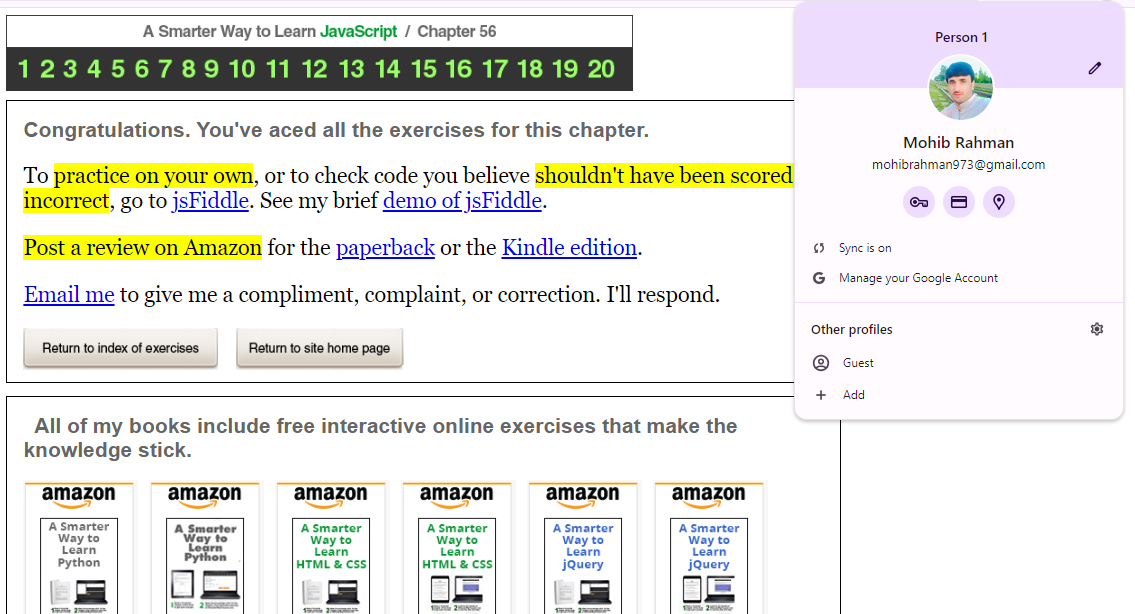 A Smarter Way to Learn JavaScript / Chapter 56
1 2 3 4 5 6 7 8 9 10 11 12 13 14 15 16 17 18 19 20
Congratulations. You've aced all the exercises for this chapter.
To practice on your own, or to check code you believe shouldn't have been scored
incorrect, go to jsFiddle. See my brief demo of jsFiddle.
Post a review on Amazon for the paperback or the Kindle edition.
Email me to give me a compliment, complaint, or correction. I'll respond.
Return to index of exercises
Return to site home page
Person 1
Mohib Rahman
mohibrahman973@gmail.com
Sync is on
Manage your Google Account
Other profiles
Guest
Add
All of my books include free interactive online exercises that make the
knowledge stick.
amazon
A Smarter
Way to
Learn
Python
amazon
A Smarter
Way to
Learn
Python
amazon
A Smarter
Way to
Learn
HTML & CSS
amazon
A Smarter
Way to
Learn
HTML & CSS
amazon
A Smarter
Way to
Learn
jQuery
amazon
A Smarter
Way to
Learn
jQuery